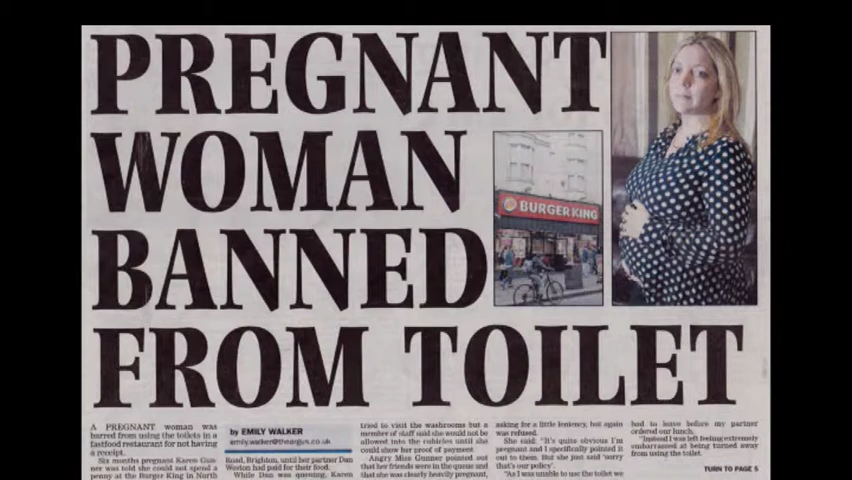 PREGNANT
WOMAN
BANNED
FROM TOILET
BURGER KING
A PREGNANT woman was
barred from using the toilets in a
fastfood restaurant for not having
a receipt.
Six months pregnant Karen Gun-
ner was told she could not spend a
penny at the Burger King in North
by EMILY WALKER
emily.walker@theargus.co.uk
Road, Brighton, until her partner Dan
Weston had paid for their food.
While Dan was queuing, Karen
tried to visit the washrooms but a
member of staff said she would not be
allowed into the cubicles until she
could show her proof of payment.
Angry Miss Gunner pointed out
that her friends were in the queue and
that she was clearly heavily pregnant,
asking for a little leniency, but again
was refused.
She said: "It's quite obvious I'm
pregnant and I specifically pointed it
out to them. But she just said 'sorry
that's our policy'.
"As I was unable to use the toilet we
had to leave before my partner
ordered our lunch.
"Instead I was left feeling extremely
embarrassed at being turned away
from using the toilet.
TURN TO PAGE 5